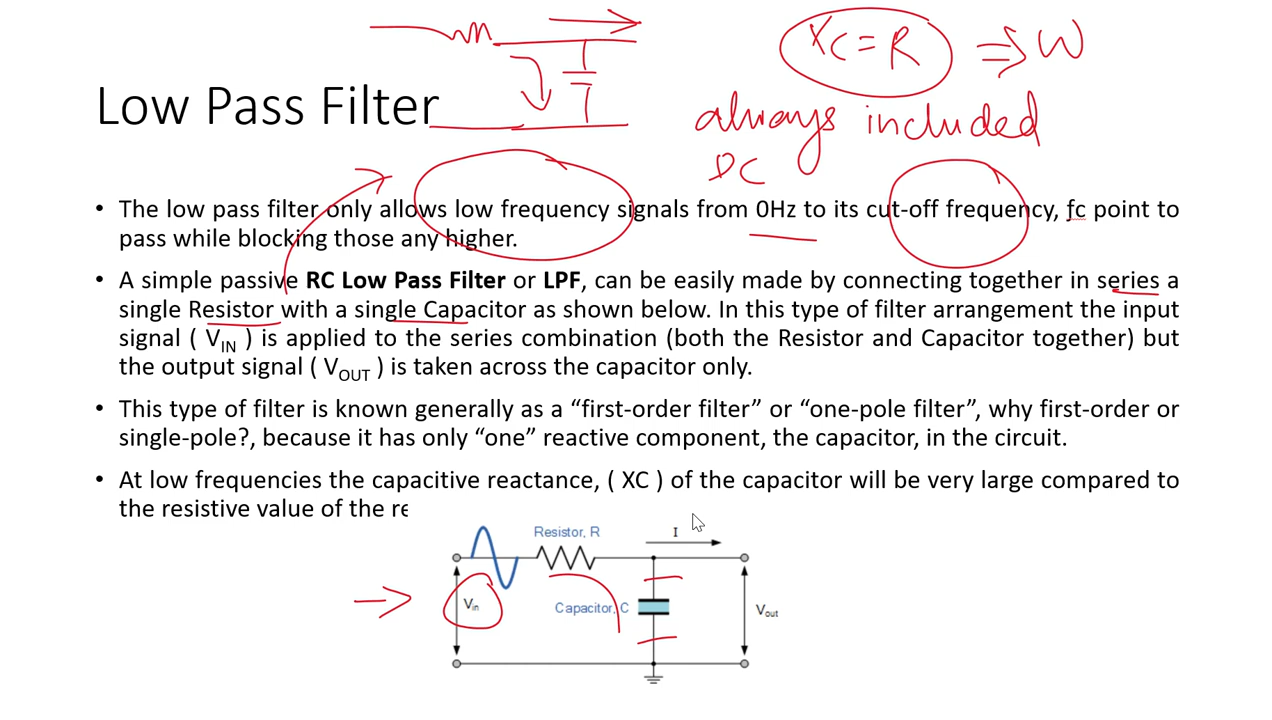 XC = R ⇒ W
Low Pass Filter
always included
DC
• The low pass filter only allows low frequency signals from 0Hz to its cut-off frequency, fc point to
pass while blocking those any higher.
• A simple passive RC Low Pass Filter or LPF, can be easily made by connecting together in series a
single Resistor with a single Capacitor as shown below. In this type of filter arrangement the input
signal ( VIN ) is applied to the series combination (both the Resistor and Capacitor together) but
the output signal ( VOUT ) is taken across the capacitor only.
• This type of filter is known generally as a “first-order filter” or “one-pole filter”, why first-order or
single-pole?, because it has only “one” reactive component, the capacitor, in the circuit.
• At low frequencies the capacitive reactance, ( XC ) of the capacitor will be very large compared to
the resistive value of the
Resistor, R
I
Vin
Capacitor, C
Vout